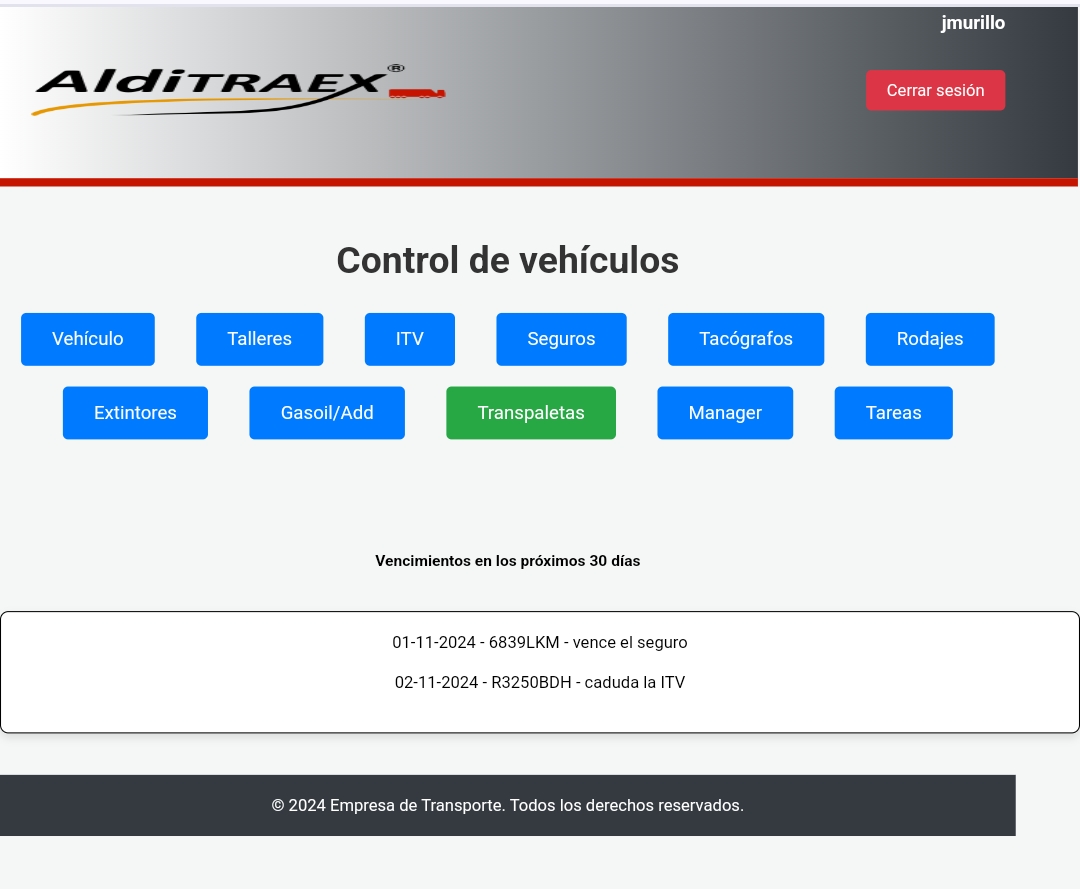 jmurillo
AldiTRAEX®
Cerrar sesión
Control de vehículos
Vehículo Talleres ITV Seguros Tacógrafos Rodajes
Extintores Gasoil/Add Transpaletas Manager Tareas
Vencimientos en los próximos 30 días
01-11-2024 - 6839LKM - vence el seguro
02-11-2024 - R3250BDH - caduda la ITV
© 2024 Empresa de Transporte. Todos los derechos reservados.